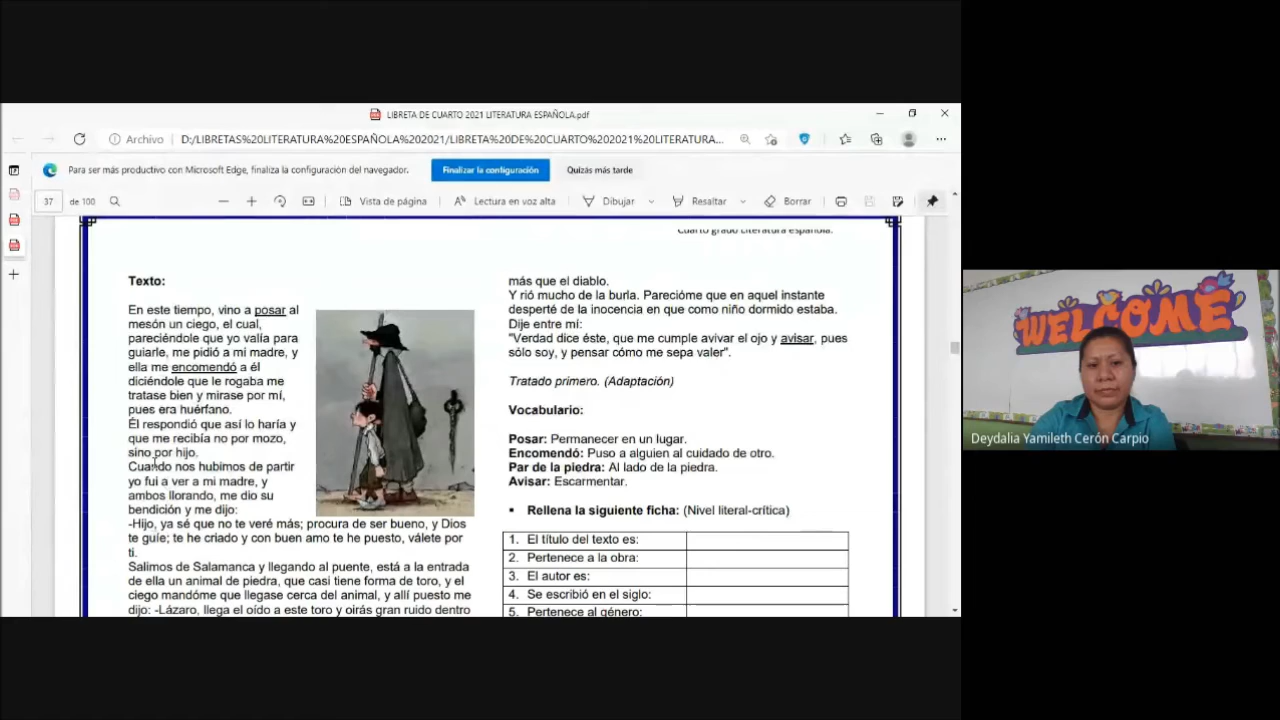 LIBRETA DE CUARTO 2021 LITERATURA ESPAÑOLA.pdf
Archivo
D:/LIBRETAS%20LITERATURA%20ESPAÑOLA%202021/LIBRETA%20DE%20CUARTO%202021%20LITERATURA...
Para ser más productivo con Microsoft Edge, finaliza la configuración del navegador.
Finalizar la configuración
Quizás más tarde
37 de 100
Vista de página
Lectura en voz alta
Dibujar
Resaltar
Borrar
Cuarto grado Literatura española.
Texto:
En este tiempo, vino a posar al
mesón un ciego, el cual,
pareciéndole que yo valía para
guiarle, me pidió a mi madre, y
ella me encomendó a él
diciéndole que le rogaba me
tratase bien y mirase por mí,
pues era huérfano.
Él respondió que así lo haría y
que me recibía no por mozo,
sino por hijo.
Cuando nos hubimos de partir
yo fui a ver a mi madre, y
ambos llorando, me dio su
bendición y me dijo:
-Hijo, ya sé que no te veré más; procura de ser bueno, y Dios
te guíe; te he criado y con buen amo te he puesto, válete por
ti.
Salimos de Salamanca y llegando al puente, está a la entrada
de ella un animal de piedra, que casi tiene forma de toro, y el
ciego mandóme que llegase cerca del animal, y allí puesto me
dijo: -Lázaro, llega el oído a este toro y oirás gran ruido dentro
más que el diablo.
Y rió mucho de la burla. Parecióme que en aquel instante
desperté de la inocencia en que como niño dormido estaba.
Dije entre mí:
"Verdad dice éste, que me cumple avivar el ojo y avisar, pues
sólo soy, y pensar cómo me sepa valer".
Tratado primero. (Adaptación)
Vocabulario:
Posar: Permanecer en un lugar.
Encomendó: Puso a alguien al cuidado de otro.
Par de la piedra: Al lado de la piedra.
Avisar: Escarmentar.
▪ Rellena la siguiente ficha: (Nivel literal-crítica)
1. El título del texto es:
2. Pertenece a la obra:
3. El autor es:
4. Se escribió en el siglo:
5. Pertenece al género:
WELCOME
Deydalia Yamileth Cerón Carpio